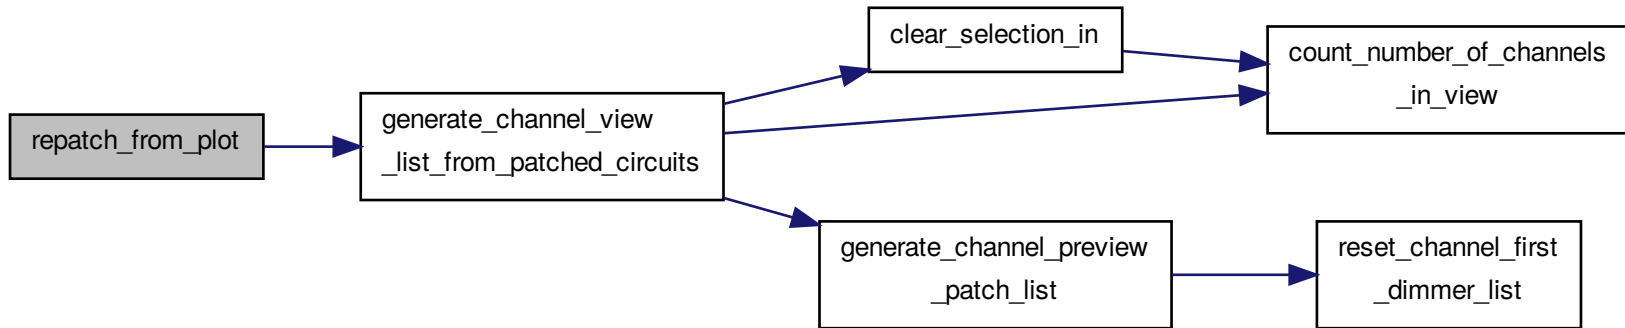 repatch_from_plot
generate_channel_view
_list_from_patched_circuits
clear_selection_in
count_number_of_channels
_in_view
generate_channel_preview
_patch_list
reset_channel_first
_dimmer_list